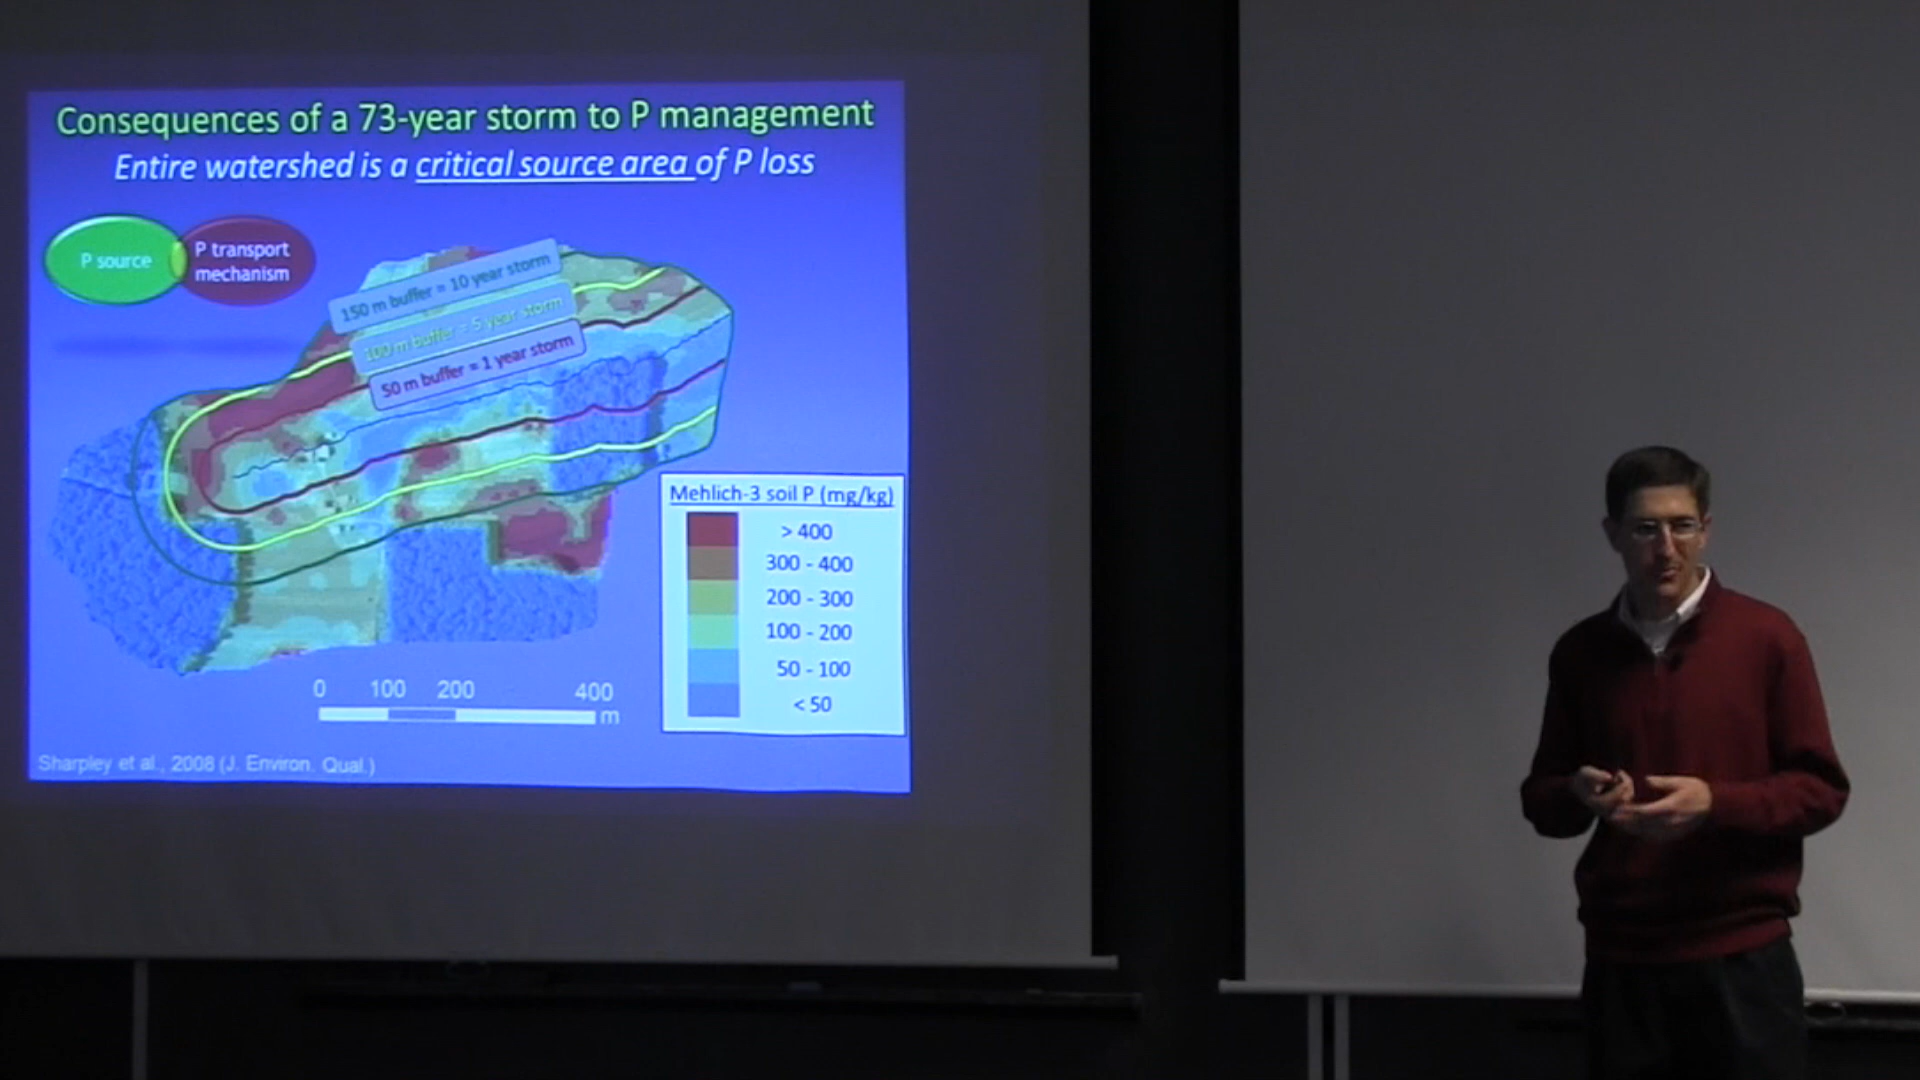 Consequences of a 73-year storm to P management
Entire watershed is a critical source area of P loss
P source
P transport
mechanism
150 m buffer = 10 year storm
100 m buffer = 5 year storm
50 m buffer = 1 year storm
Mehlich-3 soil P (mg/kg)
> 400
300 - 400
200 - 300
100 - 200
50 - 100
< 50
0 100 200 400
m
Sharpley et al., 2008 (J. Environ. Qual.)